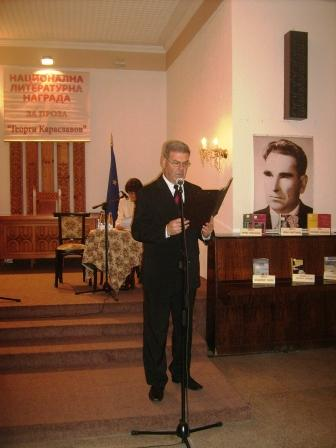 НАЦИОНАЛНА
ЛИТЕРАТУРНА
НАГРАДА
ЗА ПРОЗА
"Георги Караславов"